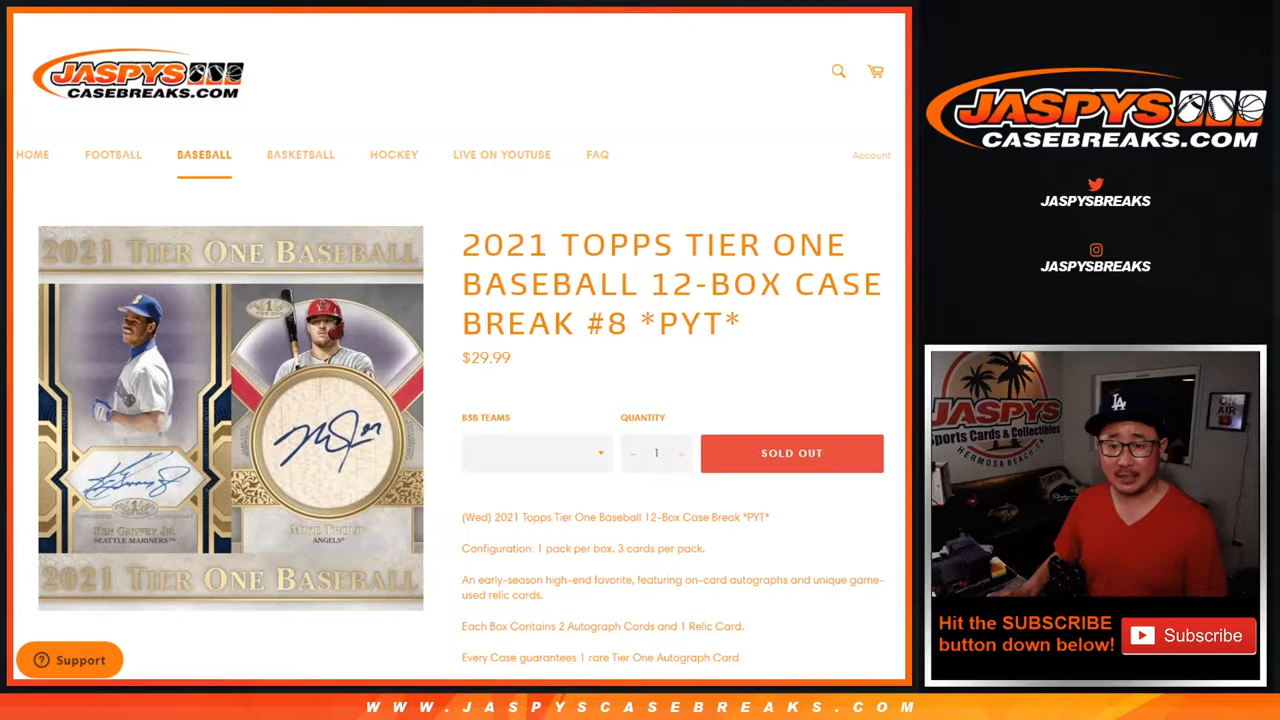 JASPYS
CASEBREAKS.COM
HOME FOOTBALL BASEBALL BASKETBALL HOCKEY LIVE ON YOUTUBE FAQ Account
2021 TIER ONE BASEBALL
KEN GRIFFEY JR.
SEATTLE MARINERS™
MIKE TROUT
ANGELS®
2021 TIER ONE BASEBALL
2021 TOPPS TIER ONE
BASEBALL 12-BOX CASE
BREAK #8 *PYT*
$29.99
BSB TEAMS QUANTITY
− 1 + SOLD OUT
(Wed) 2021 Topps Tier One Baseball 12-Box Case Break *PYT*
Configuration: 1 pack per box. 3 cards per pack.
An early-season high-end favorite, featuring on-card autographs and unique game-
used relic cards.
Each Box Contains 2 Autograph Cards and 1 Relic Card.
Every Case guarantees 1 rare Tier One Autograph Card
Support
JASPYS
CASEBREAKS.COM
JASPYSBREAKS
JASPYSBREAKS
JASPYS
Sports Cards & Collectibles
HERMOSA BEACH, CA
ON
AIR
LA
Hit the SUBSCRIBE
button down below!
Subscribe
WWW.JASPYSCASEBREAKS.COM